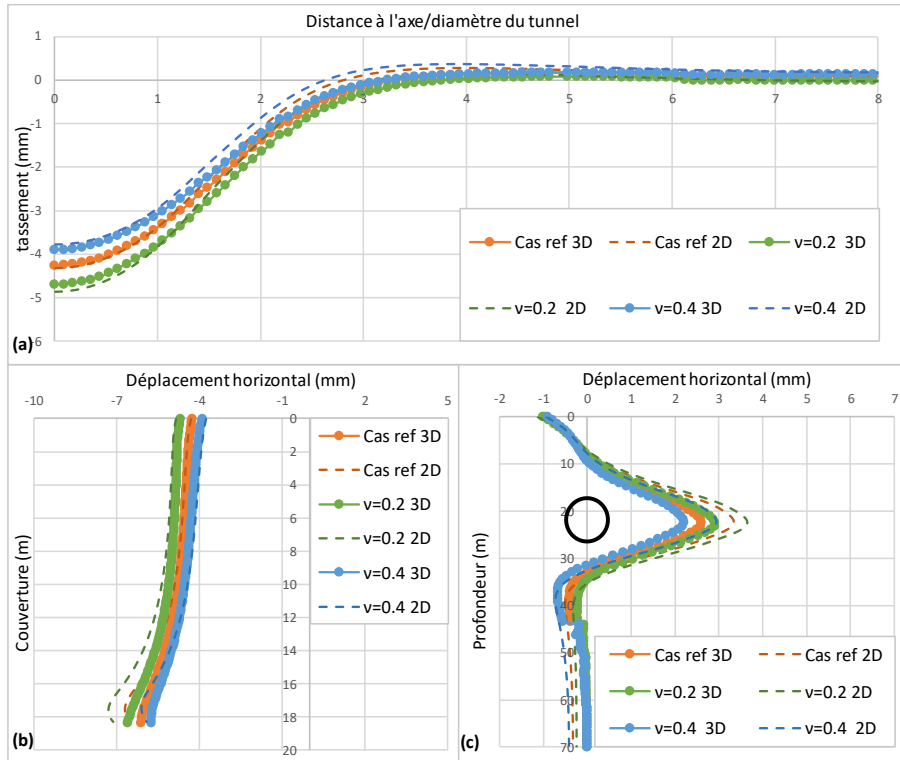 Distance à l'axe/diamètre du tunnel
1
0
-1
-2
-3
-4
-5
-6
0 1 2 3 4 5 6 7 8
tassement (mm)
Cas ref 3D
Cas ref 2D
ν=0.2 3D
ν=0.2 2D
ν=0.4 3D
ν=0.4 2D
(a)
Déplacement horizontal (mm)
-10 -7 -4 -1 2 5
0
2
4
6
8
10
12
14
16
18
20
Couverture (m)
Cas ref 3D
Cas ref 2D
ν=0.2 3D
ν=0.2 2D
ν=0.4 3D
ν=0.4 2D
(b)
Déplacement horizontal (mm)
-2 -1 0 1 2 3 4 5 6 7
0
10
20
30
40
50
60
70
Profondeur (m)
Cas ref 3D
Cas ref 2D
ν=0.2 3D
ν=0.2 2D
ν=0.4 3D
ν=0.4 2D
(c)